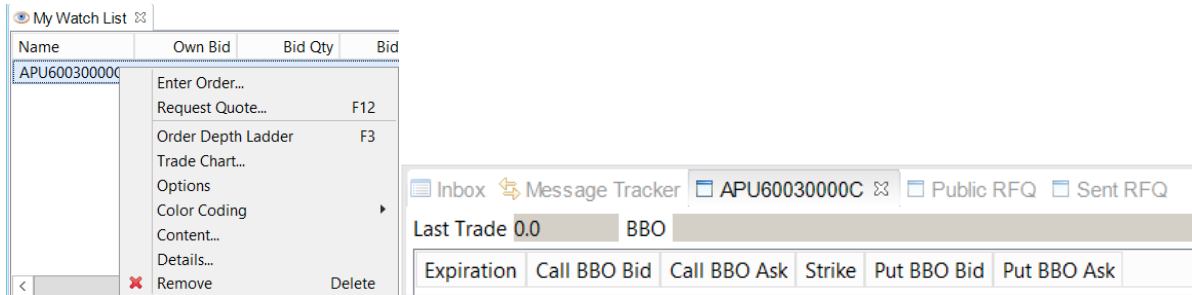 My Watch List
Name Own Bid Bid Qty Bid
APU60030000C
Enter Order...
Request Quote... F12
Order Depth Ladder F3
Trade Chart...
Options
Color Coding
Content...
Details...
Remove Delete
Inbox Message Tracker APU60030000C Public RFQ Sent RFQ
Last Trade 0.0 BBO
Expiration Call BBO Bid Call BBO Ask Strike Put BBO Bid Put BBO Ask